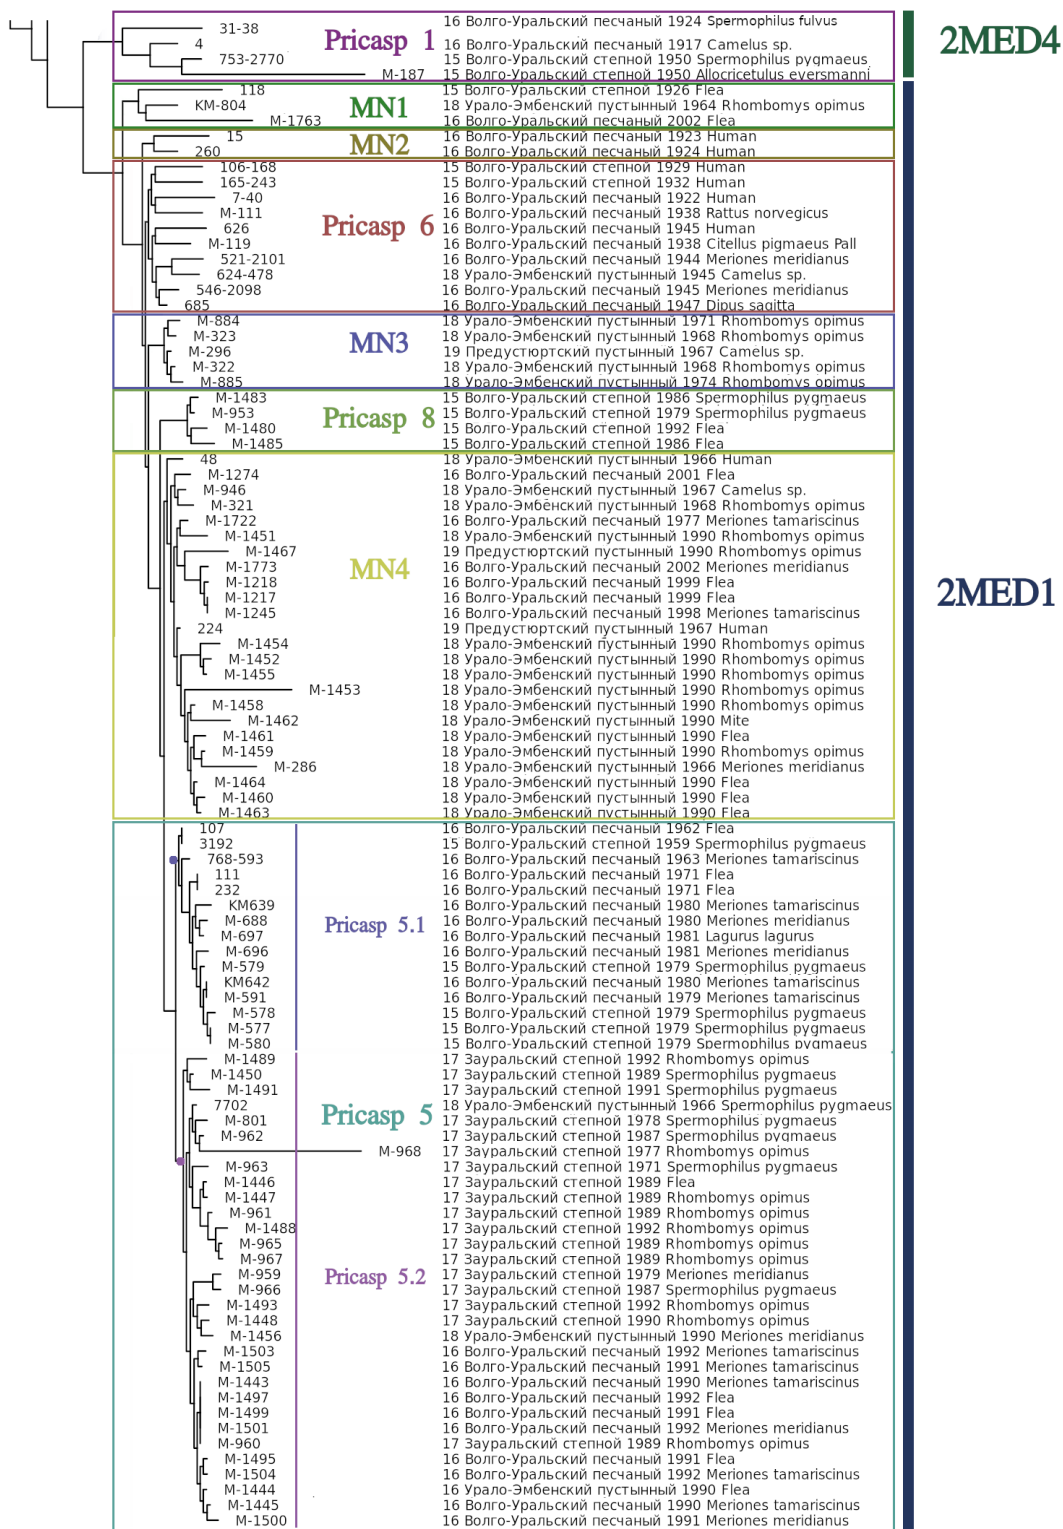 31-38 16 Волго-Уральский песчаный 1924 Spermophilus fulvus
Pricasp 1
2MED4
4 16 Волго-Уральский песчаный 1917 Camelus sp.
753-2770 15 Волго-Уральский степной 1950 Spermophilus pygmaeus
M-187 15 Волго-Уральский степной 1950 Allocricetulus eversmanni
118 15 Волго-Уральский степной 1926 Flea
KM-804 18 Урало-Эмбенский пустынный 1964 Rhombomys opimus
MN1
M-1763 16 Волго-Уральский песчаный 2002 Flea
15 16 Волго-Уральский песчаный 1923 Human
MN2
260 16 Волго-Уральский песчаный 1924 Human
106-168 15 Волго-Уральский степной 1929 Human
165-243 15 Волго-Уральский степной 1932 Human
7-40 16 Волго-Уральский песчаный 1922 Human
M-111 16 Волго-Уральский песчаный 1938 Rattus norvegicus
Pricasp 6
626 16 Волго-Уральский песчаный 1945 Human
M-119 16 Волго-Уральский песчаный 1938 Citellus pigmaeus Pall
521-2101 16 Волго-Уральский песчаный 1944 Meriones meridianus
624-478 18 Урало-Эмбенский пустынный 1945 Camelus sp.
546-2098 16 Волго-Уральский песчаный 1945 Meriones meridianus
685 16 Волго-Уральский песчаный 1947 Dipus sagitta
M-884 18 Урало-Эмбенский пустынный 1971 Rhombomys opimus
M-323 18 Урало-Эмбенский пустынный 1968 Rhombomys opimus
MN3
M-296 19 Предустюртский пустынный 1967 Camelus sp.
M-322 18 Урало-Эмбенский пустынный 1968 Rhombomys opimus
M-885 18 Урало-Эмбенский пустынный 1974 Rhombomys opimus
M-1483 15 Волго-Уральский степной 1986 Spermophilus pygmaeus
M-953 15 Волго-Уральский степной 1979 Spermophilus pygmaeus
Pricasp 8
M-1480 15 Волго-Уральский степной 1992 Flea
M-1485 15 Волго-Уральский степной 1986 Flea
48 18 Урало-Эмбенский пустынный 1966 Human
M-1274 16 Волго-Уральский песчаный 2001 Flea
M-946 18 Урало-Эмбенский пустынный 1967 Camelus sp.
M-321 18 Урало-Эмбенский пустынный 1968 Rhombomys opimus
M-1722 16 Волго-Уральский песчаный 1977 Meriones tamariscinus
M-1451 18 Урало-Эмбенский пустынный 1990 Rhombomys opimus
M-1467 19 Предустюртский пустынный 1990 Rhombomys opimus
M-1773 16 Волго-Уральский песчаный 2002 Meriones meridianus
MN4
M-1218 16 Волго-Уральский песчаный 1999 Flea
2MED1
M-1217 16 Волго-Уральский песчаный 1999 Flea
M-1245 16 Волго-Уральский песчаный 1998 Meriones tamariscinus
224 19 Предустюртский пустынный 1967 Human
M-1454 18 Урало-Эмбенский пустынный 1990 Rhombomys opimus
M-1452 18 Урало-Эмбенский пустынный 1990 Rhombomys opimus
M-1455 18 Урало-Эмбенский пустынный 1990 Rhombomys opimus
M-1453 18 Урало-Эмбенский пустынный 1990 Rhombomys opimus
M-1458 18 Урало-Эмбенский пустынный 1990 Rhombomys opimus
M-1462 18 Урало-Эмбенский пустынный 1990 Mite
M-1461 18 Урало-Эмбенский пустынный 1990 Flea
M-1459 18 Урало-Эмбенский пустынный 1990 Rhombomys opimus
M-286 18 Урало-Эмбенский пустынный 1966 Meriones meridianus
M-1464 18 Урало-Эмбенский пустынный 1990 Flea
M-1460 18 Урало-Эмбенский пустынный 1990 Flea
M-1463 18 Урало-Эмбенский пустынный 1990 Flea
107 16 Волго-Уральский песчаный 1962 Flea
3192 15 Волго-Уральский степной 1959 Spermophilus pygmaeus
768-593 16 Волго-Уральский песчаный 1963 Meriones tamariscinus
111 16 Волго-Уральский песчаный 1971 Flea
232 16 Волго-Уральский песчаный 1971 Flea
KM639 16 Волго-Уральский песчаный 1980 Meriones tamariscinus
M-688 16 Волго-Уральский песчаный 1980 Meriones meridianus
Pricasp 5.1
M-697 16 Волго-Уральский песчаный 1981 Lagurus lagurus
M-696 16 Волго-Уральский песчаный 1981 Meriones meridianus
M-579 15 Волго-Уральский степной 1979 Spermophilus pygmaeus
KM642 16 Волго-Уральский песчаный 1980 Meriones tamariscinus
M-591 16 Волго-Уральский песчаный 1979 Meriones tamariscinus
M-578 15 Волго-Уральский степной 1979 Spermophilus pygmaeus
M-577 15 Волго-Уральский степной 1979 Spermophilus pygmaeus
M-580 15 Волго-Уральский степной 1979 Spermophilus pygmaeus
M-1489 17 Зауральский степной 1992 Rhombomys opimus
M-1450 17 Зауральский степной 1989 Spermophilus pygmaeus
M-1491 17 Зауральский степной 1991 Spermophilus pygmaeus
7702 18 Урало-Эмбенский пустынный 1966 Spermophilus pygmaeus
Pricasp 5
M-801 17 Зауральский степной 1978 Spermophilus pygmaeus
M-962 17 Зауральский степной 1987 Spermophilus pygmaeus
M-968 17 Зауральский степной 1977 Rhombomys opimus
M-963 17 Зауральский степной 1971 Spermophilus pygmaeus
M-1446 17 Зауральский степной 1989 Flea
M-1447 17 Зауральский степной 1989 Rhombomys opimus
M-961 17 Зауральский степной 1989 Rhombomys opimus
M-1488 17 Зауральский степной 1992 Rhombomys opimus
M-965 17 Зауральский степной 1989 Rhombomys opimus
M-967 17 Зауральский степной 1989 Rhombomys opimus
M-959 17 Зауральский степной 1979 Meriones meridianus
Pricasp 5.2
M-966 17 Зауральский степной 1987 Spermophilus pygmaeus
M-1493 17 Зауральский степной 1992 Rhombomys opimus
M-1448 17 Зауральский степной 1990 Rhombomys opimus
M-1456 18 Урало-Эмбенский пустынный 1990 Meriones meridianus
M-1503 16 Волго-Уральский песчаный 1992 Meriones tamariscinus
M-1505 16 Волго-Уральский песчаный 1991 Meriones tamariscinus
M-1443 16 Волго-Уральский песчаный 1990 Meriones tamariscinus
M-1497 16 Волго-Уральский песчаный 1992 Flea
M-1499 16 Волго-Уральский песчаный 1991 Flea
M-1501 16 Волго-Уральский песчаный 1992 Meriones meridianus
M-960 17 Зауральский степной 1989 Rhombomys opimus
M-1495 16 Волго-Уральский песчаный 1991 Flea
M-1504 16 Волго-Уральский песчаный 1992 Meriones tamariscinus
M-1444 16 Урало-Эмбенский пустынный 1990 Flea
M-1445 16 Волго-Уральский песчаный 1990 Meriones tamariscinus
M-1500 16 Волго-Уральский песчаный 1991 Meriones meridianus